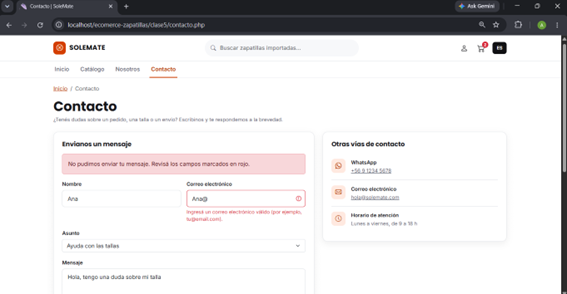 Contacto | SoleMate
Ask Gemini
localhost/ecomerce-zapatillas/clase5/contacto.php
SOLEMATE
Buscar zapatillas importadas...
2
ES
Inicio
Catálogo
Nosotros
Contacto
Inicio / Contacto
Contacto
¿Tenés dudas sobre un pedido, una talla o un envío? Escribinos y te respondemos a la brevedad.
Envianos un mensaje
No pudimos enviar tu mensaje. Revisá los campos marcados en rojo.
Nombre
Ana
Correo electrónico
Ana@
Ingresá un correo electrónico válido (por ejemplo,
tu@email.com).
Asunto
Ayuda con las tallas
Mensaje
Hola, tengo una duda sobre mi talla
Otras vías de contacto
WhatsApp
+56 9 1234 5678
Correo electrónico
hola@solemate.com
Horario de atención
Lunes a viernes, de 9 a 18 h